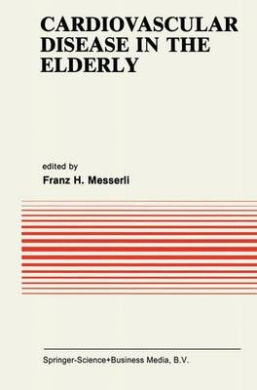 CARDIOVASCULAR
DISEASE IN THE
ELDERLY
edited by
Franz H. Messerli
Springer-Science+Business Media, B.V.